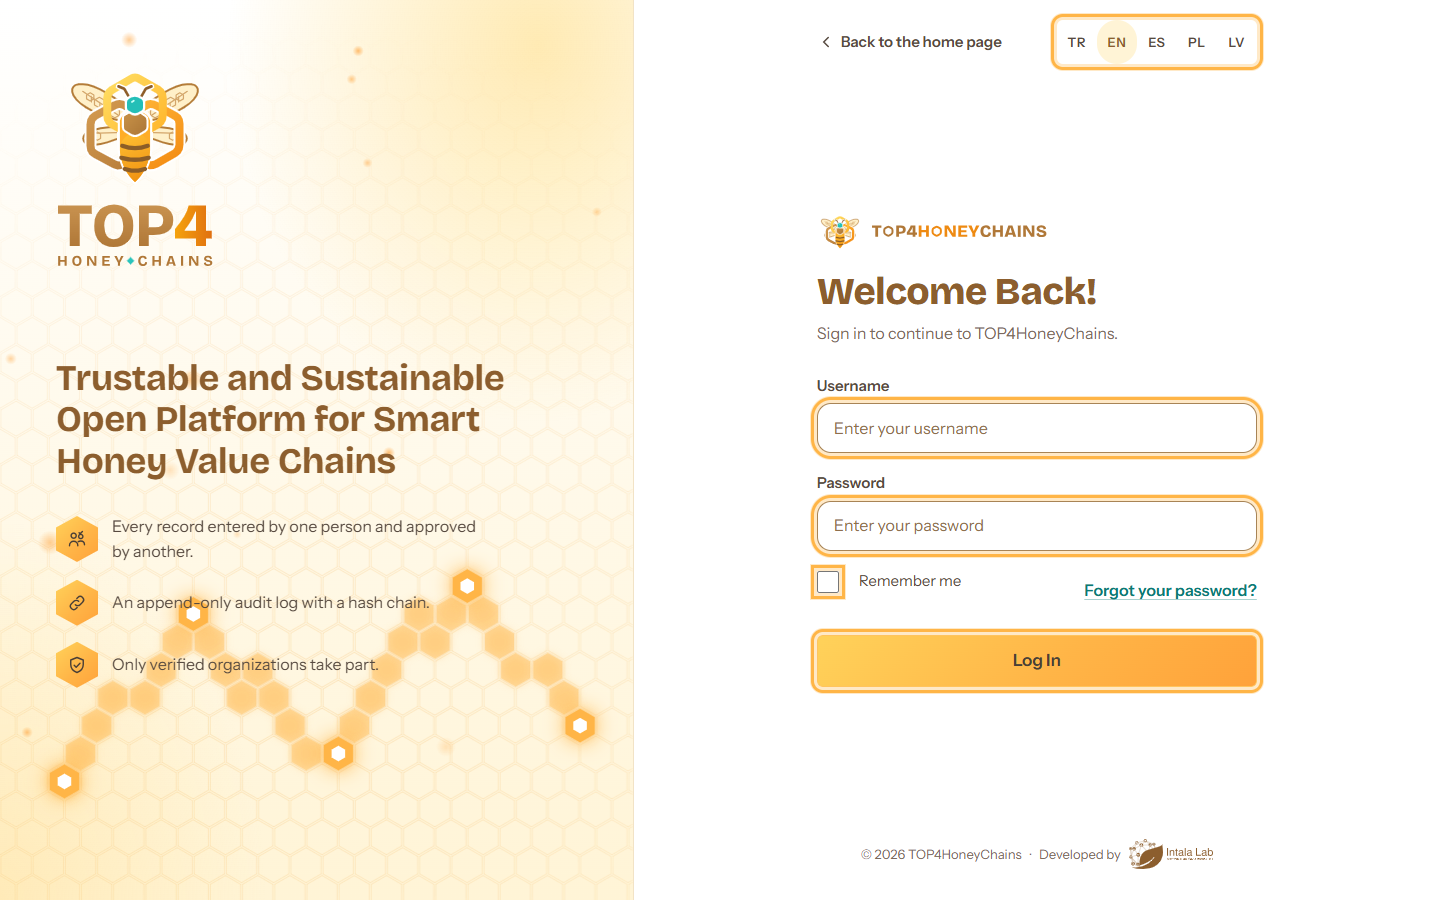 TOP4
HONEY CHAINS
Trustable and Sustainable
Open Platform for Smart
Honey Value Chains
Every record entered by one person and approved
by another.
An append-only audit log with a hash chain.
Only verified organizations take part.
Back to the home page
TR EN ES PL LV
TOP4HONEYCHAINS
Welcome Back!
Sign in to continue to TOP4HoneyChains.
Username
Enter your username
Password
Enter your password
Remember me
Forgot your password?
Log In
© 2026 TOP4HoneyChains · Developed by
Intala Lab